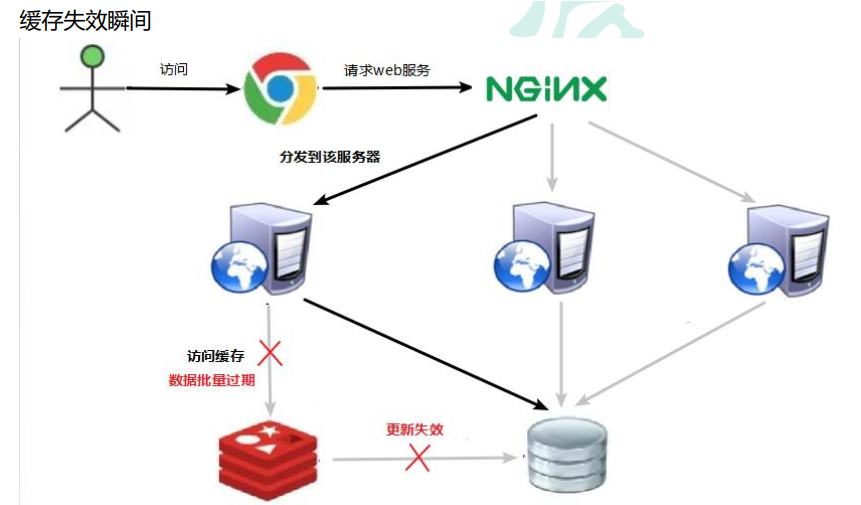 缓存失效瞬间
访问
请求web服务
NGINX
分发到该服务器
访问缓存
数据批量过期
更新失效